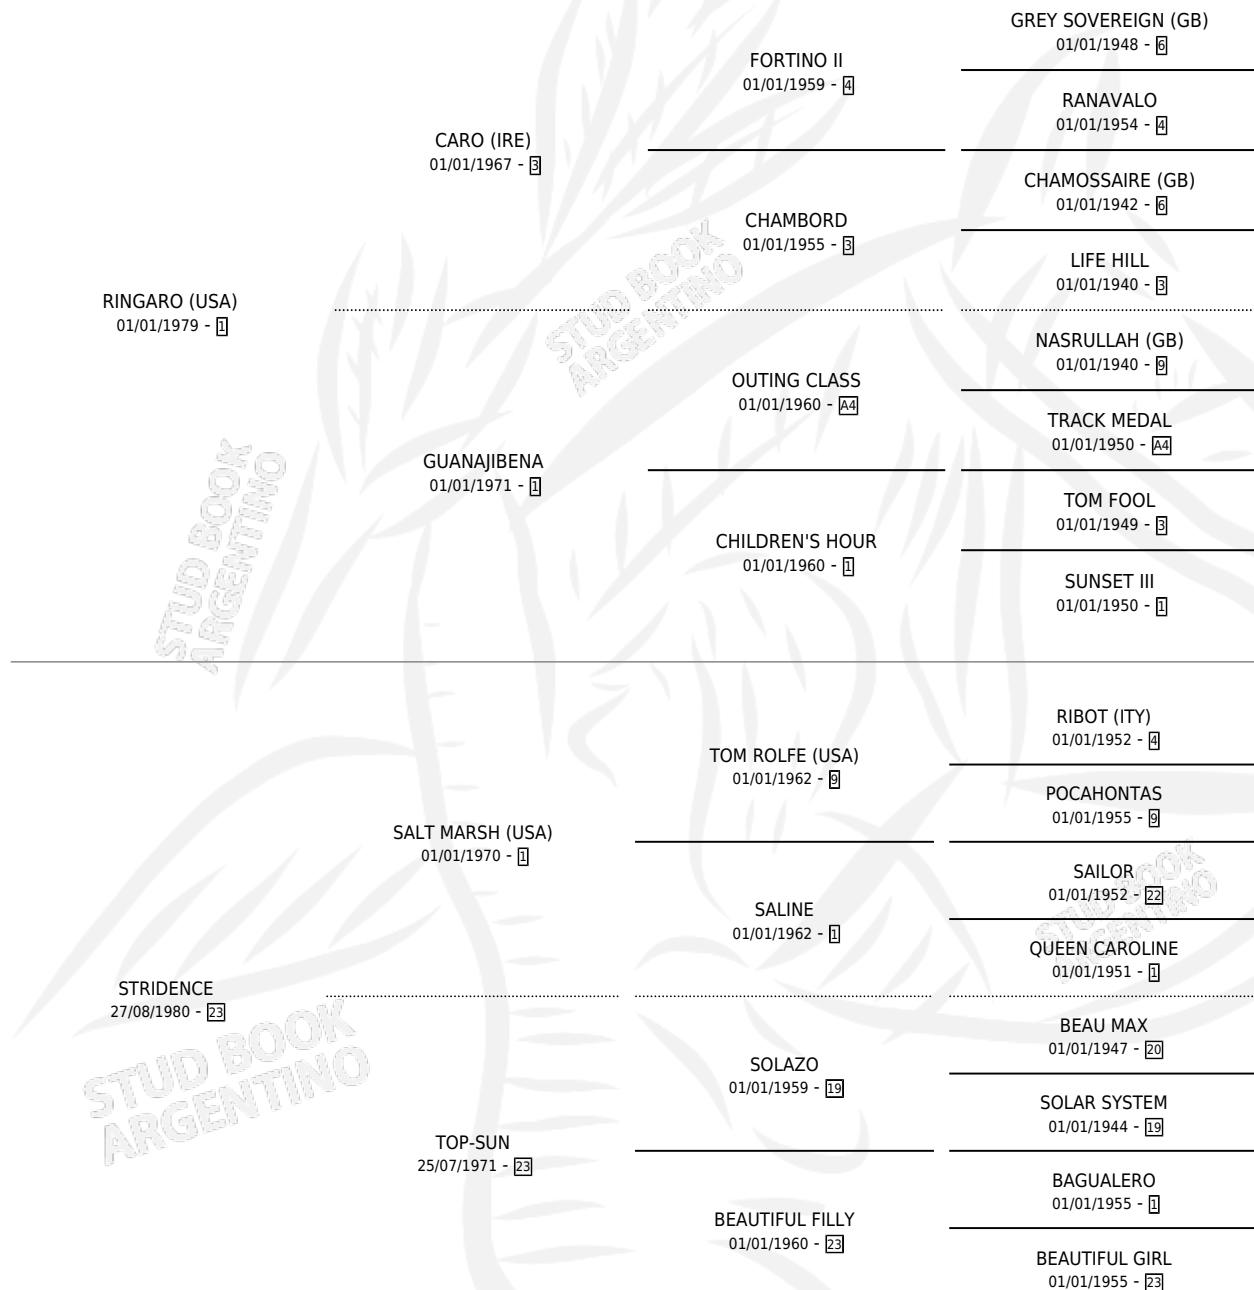 GREY SOVEREIGN (GB)
01/01/1948 - 6
FORTINO II
01/01/1959 - 4
RANAVALO
01/01/1954 - 4
CARO (IRE)
01/01/1967 - 3
CHAMOSSAIRE (GB)
01/01/1942 - 6
CHAMBORD
01/01/1955 - 3
LIFE HILL
01/01/1940 - 3
RINGARO (USA)
01/01/1979 - 1
NASRULLAH (GB)
01/01/1940 - 9
OUTING CLASS
01/01/1960 - A4
TRACK MEDAL
01/01/1950 - A4
GUANAJIBENA
01/01/1971 - 1
TOM FOOL
01/01/1949 - 3
CHILDREN'S HOUR
01/01/1960 - 1
SUNSET III
01/01/1950 - 1
RIBOT (ITY)
01/01/1952 - 4
TOM ROLFE (USA)
01/01/1962 - 9
POCAHONTAS
01/01/1955 - 9
SALT MARSH (USA)
01/01/1970 - 1
SAILOR
01/01/1952 - 22
SALINE
01/01/1962 - 1
QUEEN CAROLINE
01/01/1951 - 1
STRIDENCE
27/08/1980 - 23
BEAU MAX
01/01/1947 - 20
SOLAZO
01/01/1959 - 19
SOLAR SYSTEM
01/01/1944 - 19
TOP-SUN
25/07/1971 - 23
BAGUALERO
01/01/1955 - 1
BEAUTIFUL FILLY
01/01/1960 - 23
BEAUTIFUL GIRL
01/01/1955 - 23
STUD BOOK
ARGENTINO
STUD BOOK
ARGENTINO
STUD BOOK
ARGENTINO
STUD BOOK
ARGENTINO